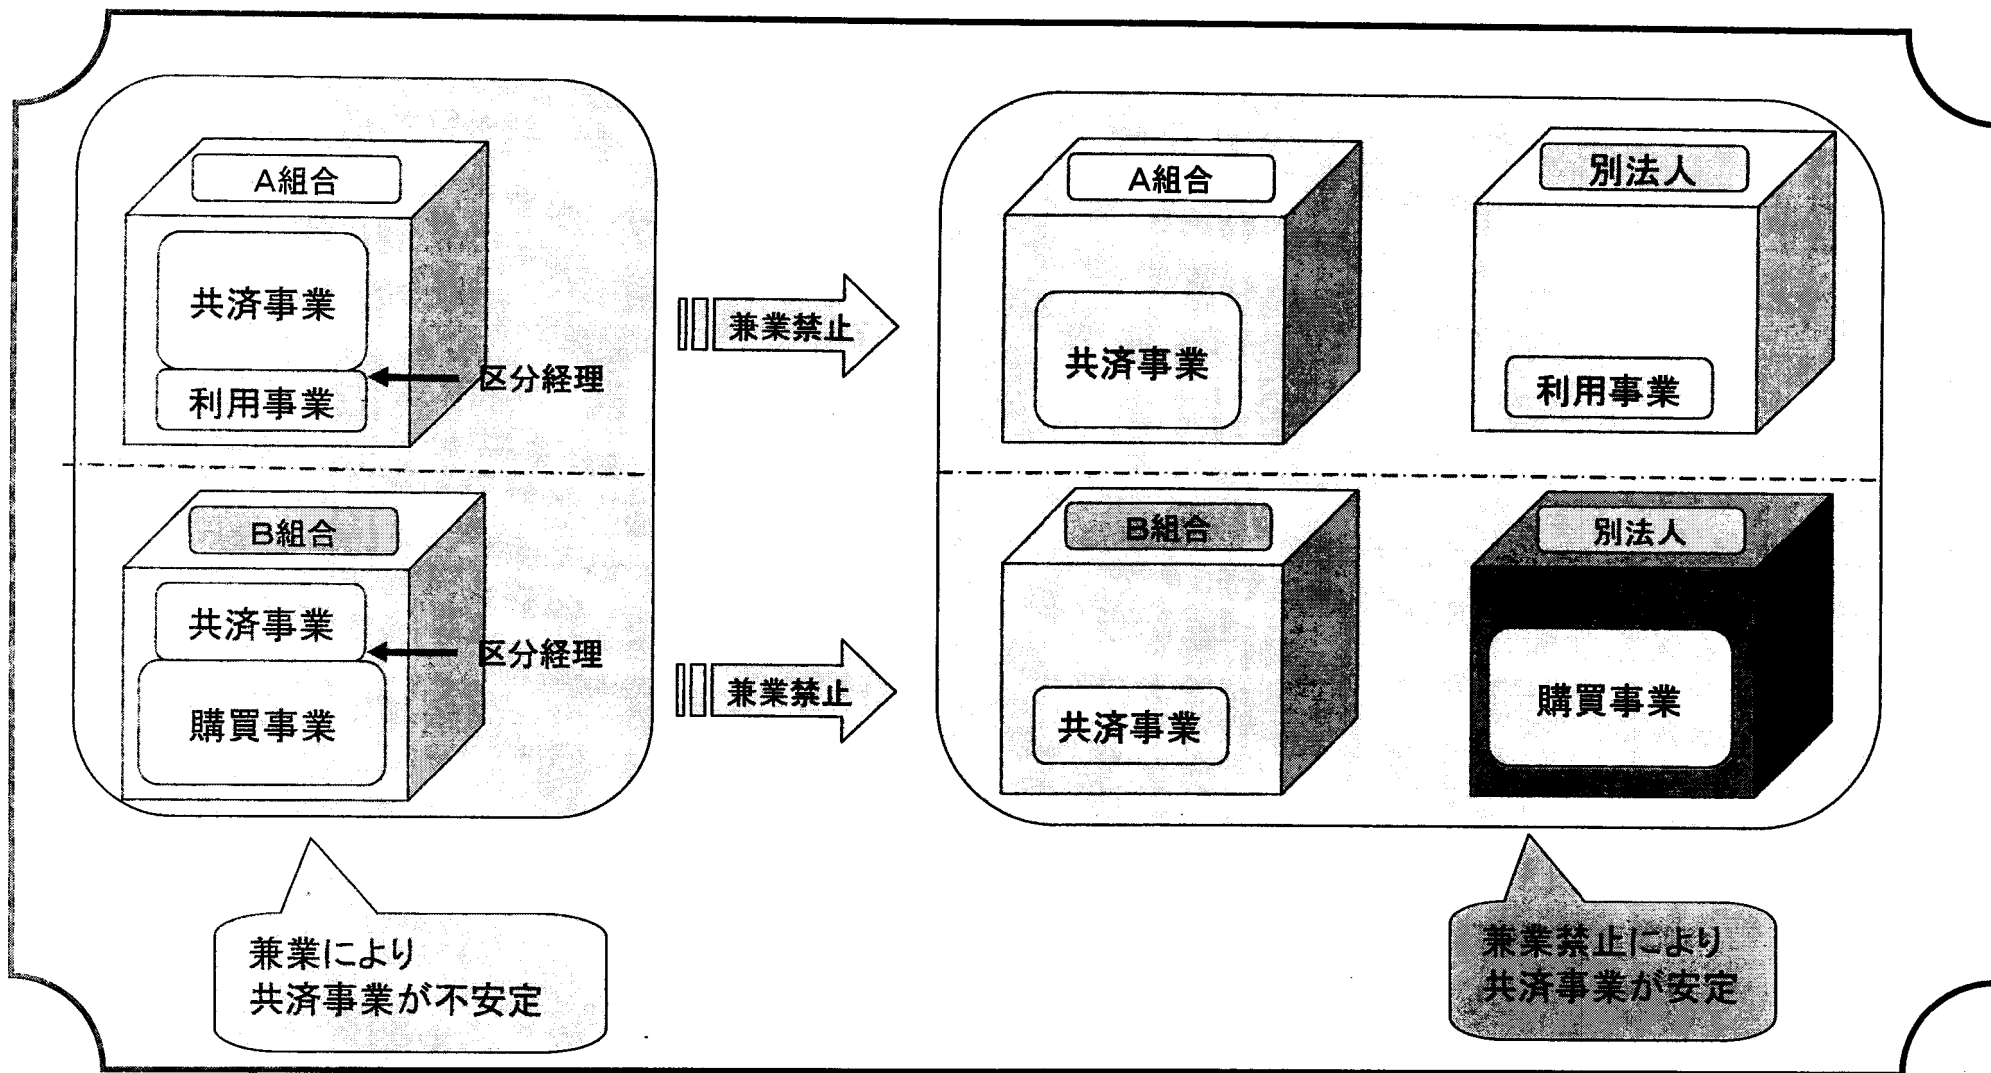 A組合
共済事業
区分経理
利用事業
兼業禁止
A組合
共済事業
別法人
利用事業
B組合
共済事業
区分経理
購買事業
兼業禁止
B組合
共済事業
別法人
購買事業
兼業により
共済事業が不安定
兼業禁止により
共済事業が安定